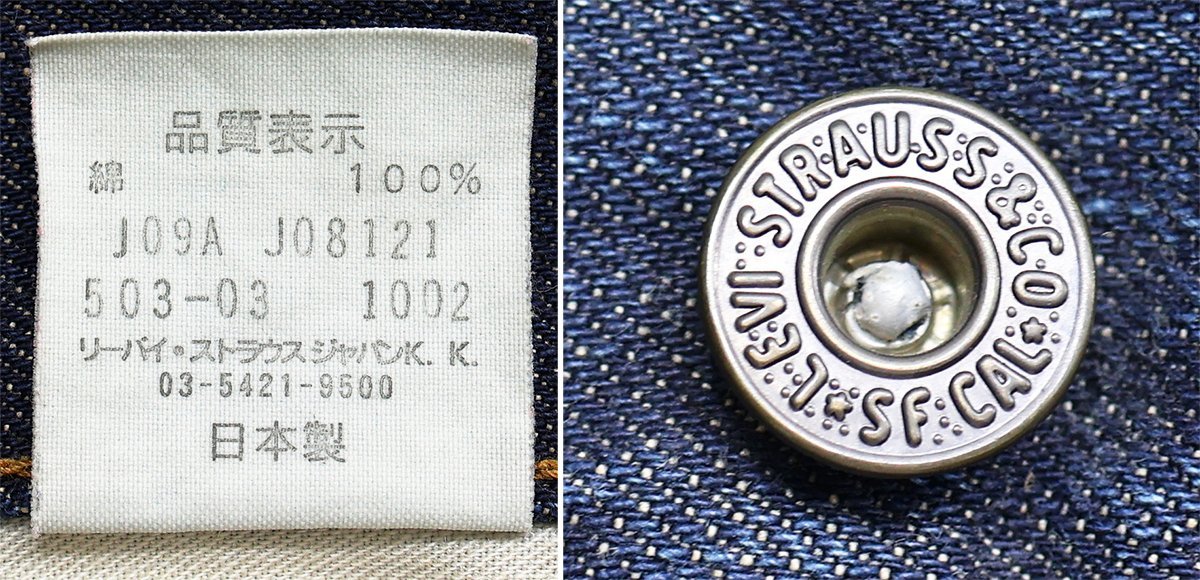 品質表示
綿 100%
J09A J08121
503-03 1002
リーバイ・ストラウスジャパンK.K.
03-5421-9500
日本製
LEVI STRAUSS & CO
SF CAL